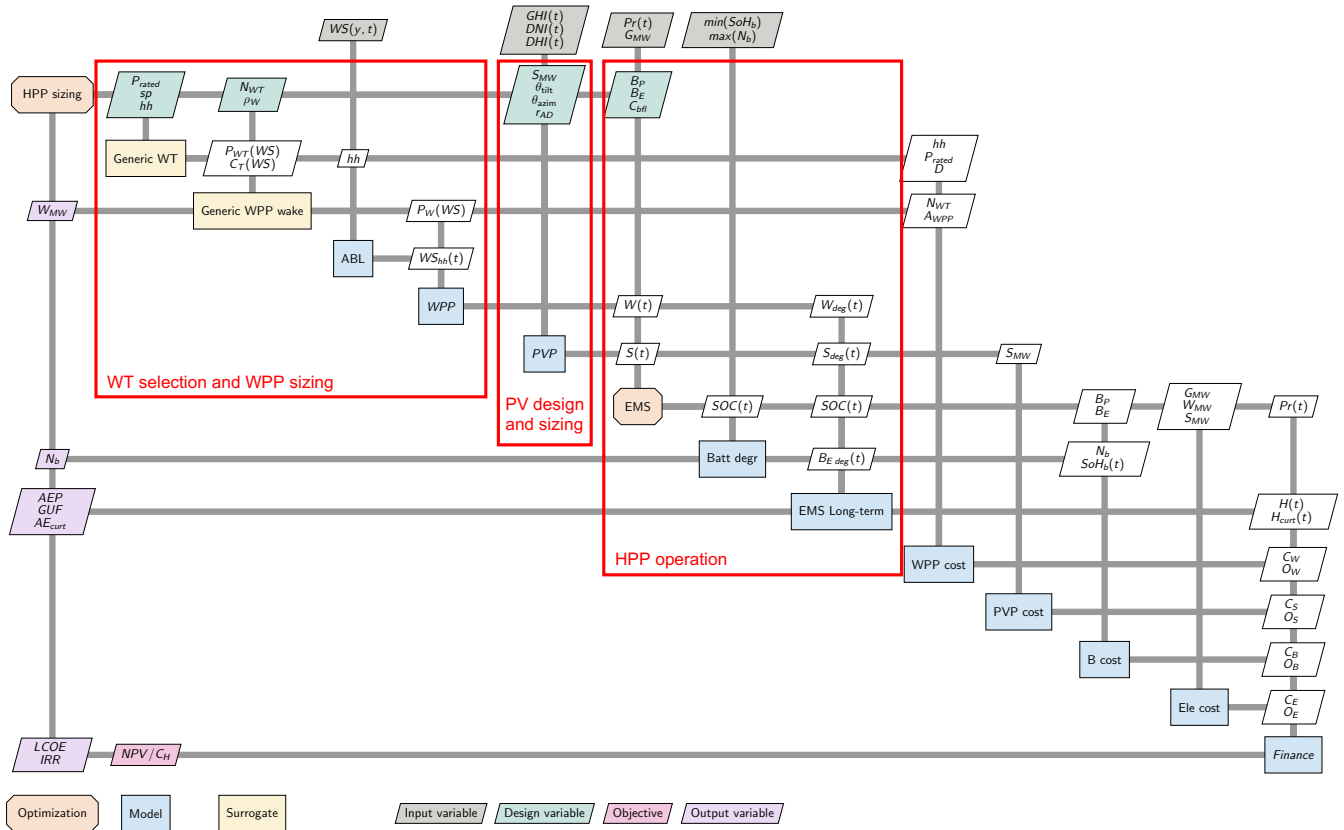 WS(y, t)
GHI(t)
DNI(t)
DHI(t)
Pr(t)
G_MW
min(SoH_b)
max(N_b)
HPP sizing
P_rated
sp
hh
N_WT
ρ_W
S_MW
θ_tilt
θ_azim
r_AD
B_P
B_E
C_bfl
Generic WT
P_WT(WS)
C_T(WS)
hh
hh
P_rated
D
W_MW
Generic WPP wake
P_W(WS)
N_WT
A_WPP
ABL
WS_hh(t)
WPP
W(t)
W_deg(t)
PVP
S(t)
S_deg(t)
S_MW
WT selection and WPP sizing
PV design
and sizing
EMS
SOC(t)
SOC(t)
B_P
B_E
G_MW
W_MW
S_MW
Pr(t)
N_b
Batt degr
B_E deg(t)
N_b
SoH_b(t)
AEP
GUF
AE_curt
EMS Long-term
H(t)
H_curt(t)
HPP operation
WPP cost
C_W
O_W
PVP cost
C_S
O_S
B cost
C_B
O_B
Ele cost
C_E
O_E
LCOE
IRR
NPV/C_H
Finance
Optimization
Model
Surrogate
Input variable
Design variable
Objective
Output variable